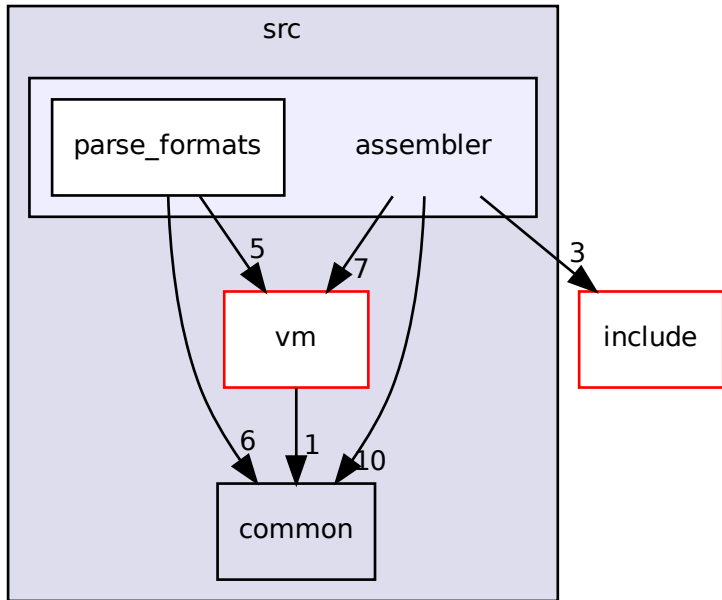 src
parse_formats
assembler
5
7
3
vm
include
6
1
10
common